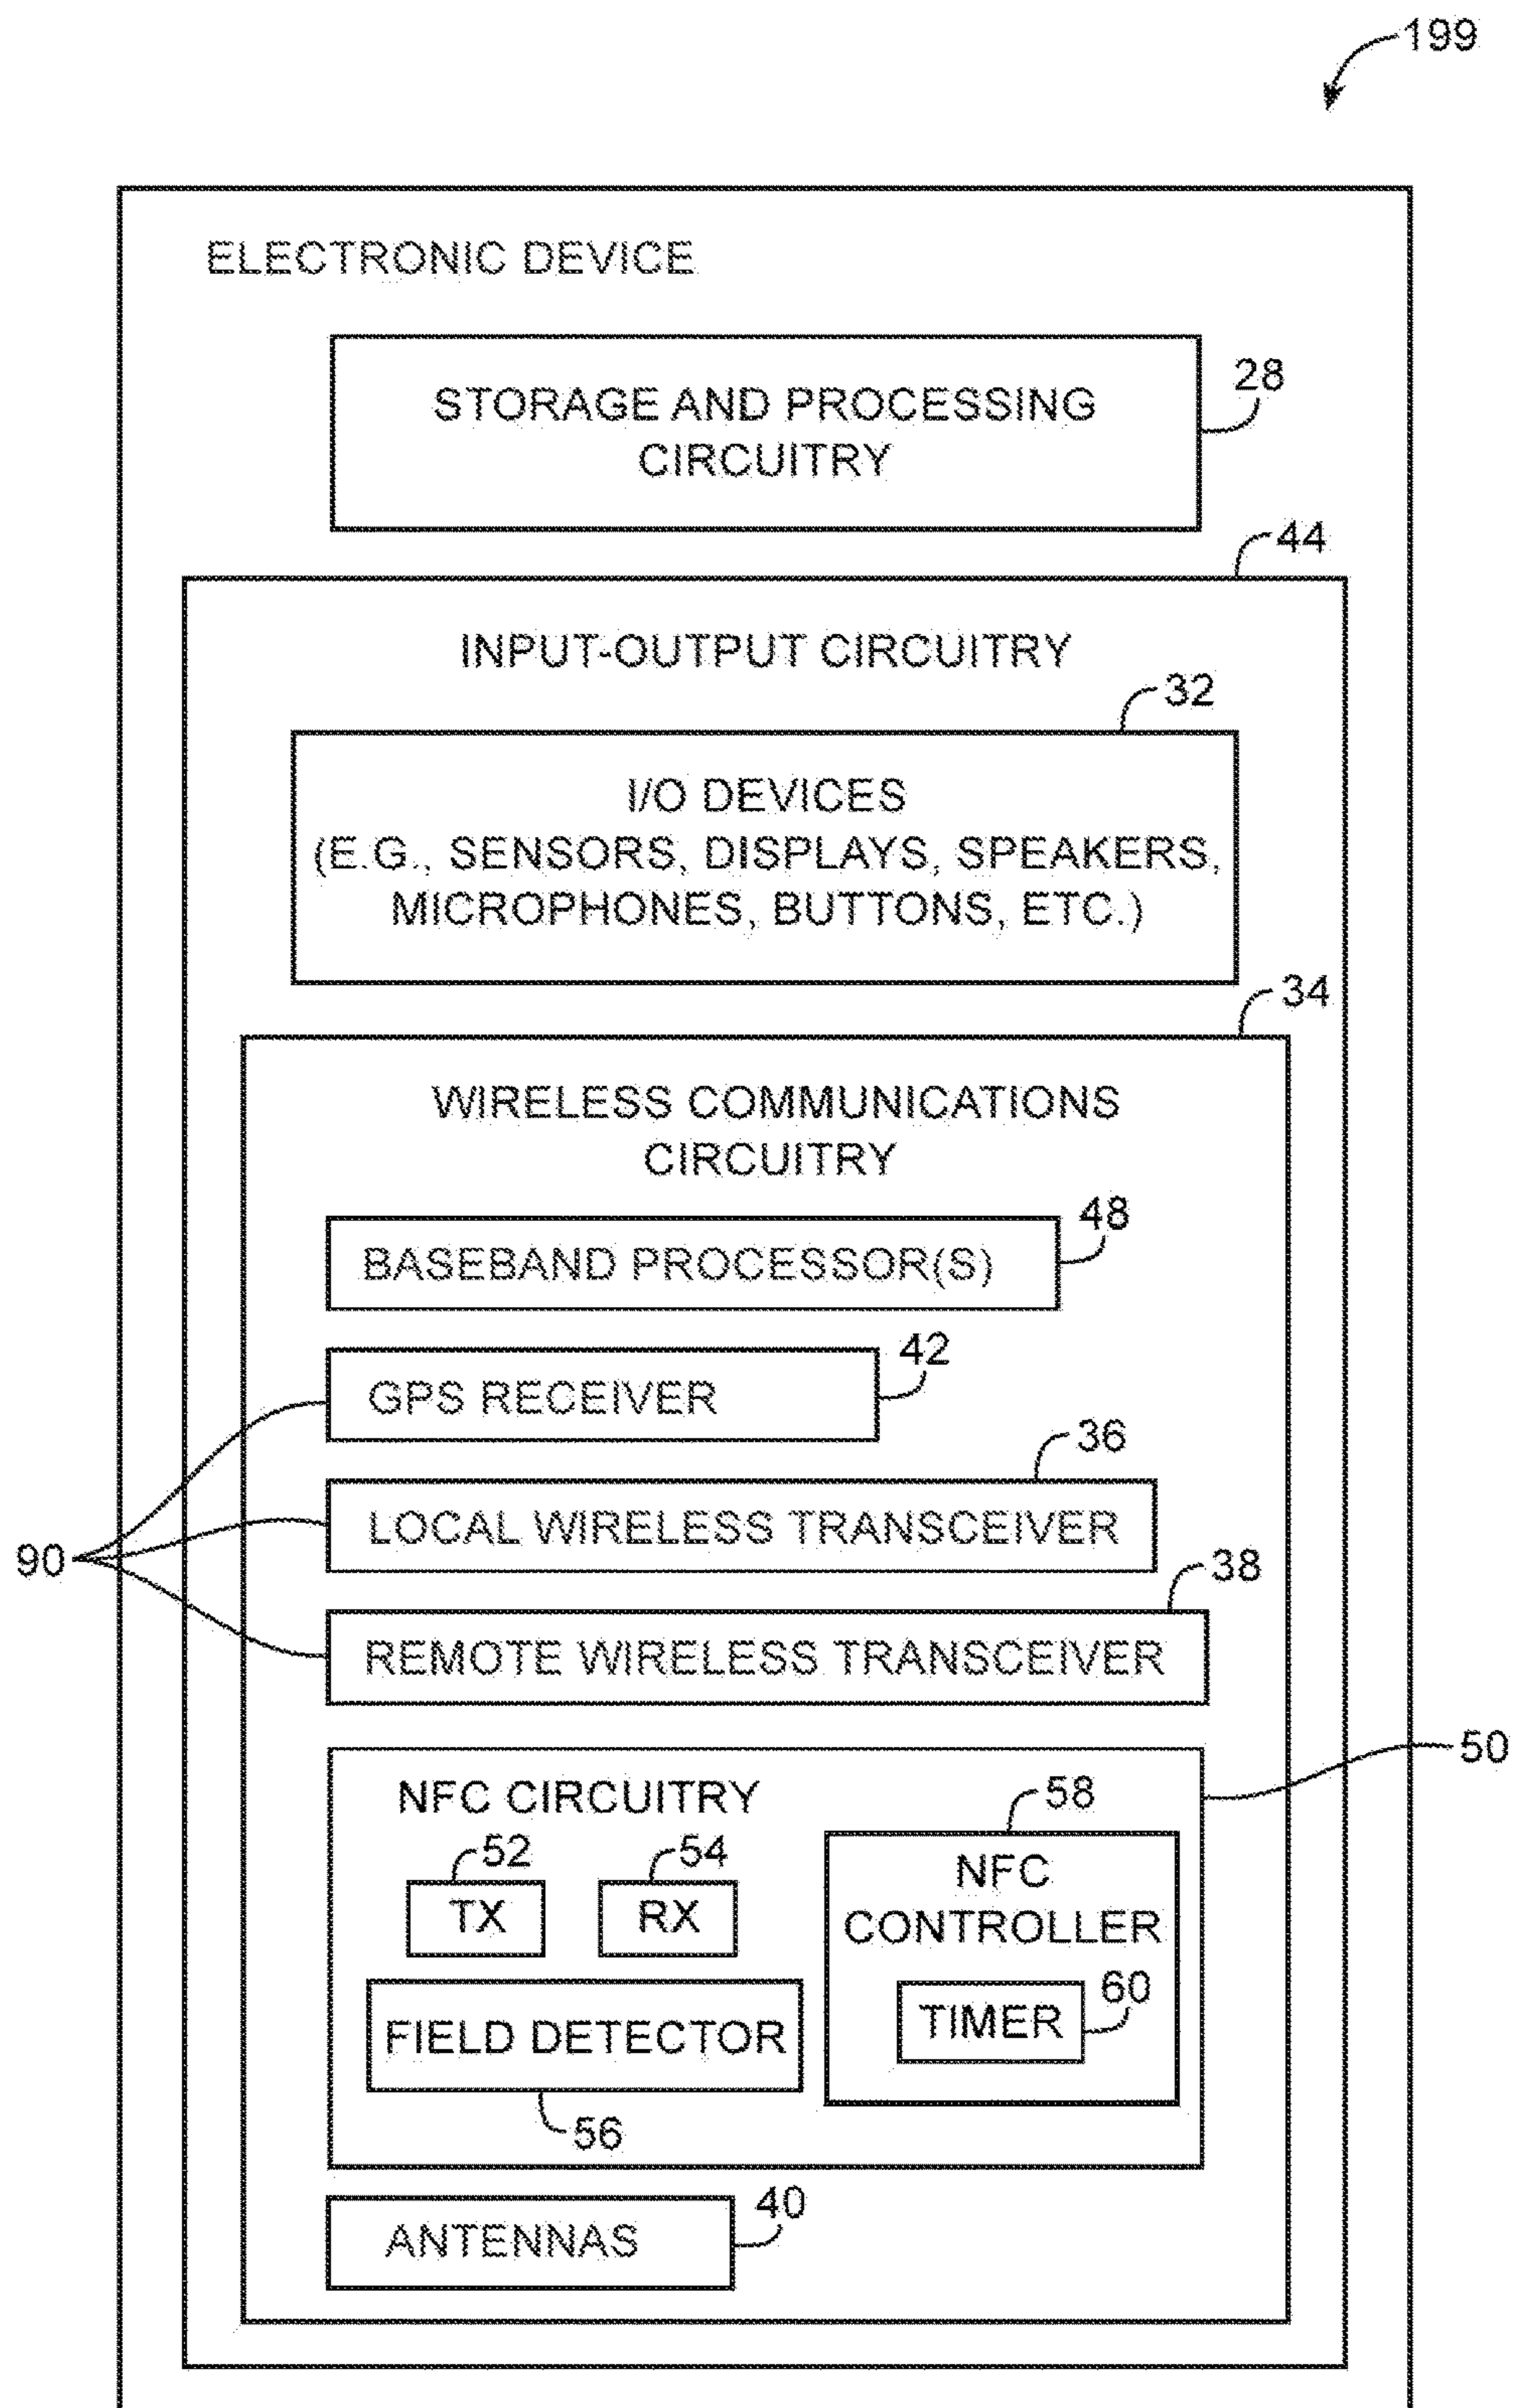 199
ELECTRONIC DEVICE
STORAGE AND PROCESSING
CIRCUITRY
28
44
INPUT-OUTPUT CIRCUITRY
32
I/O DEVICES
(E.G., SENSORS, DISPLAYS, SPEAKERS,
MICROPHONES, BUTTONS, ETC.)
34
WIRELESS COMMUNICATIONS
CIRCUITRY
48
BASEBAND PROCESSOR(S)
42
GPS RECEIVER
36
LOCAL WIRELESS TRANSCEIVER
90
38
REMOTE WIRELESS TRANSCEIVER
50
NFC CIRCUITRY
58
52
54
TX
RX
NFC
CONTROLLER
60
TIMER
FIELD DETECTOR
56
40
ANTENNAS